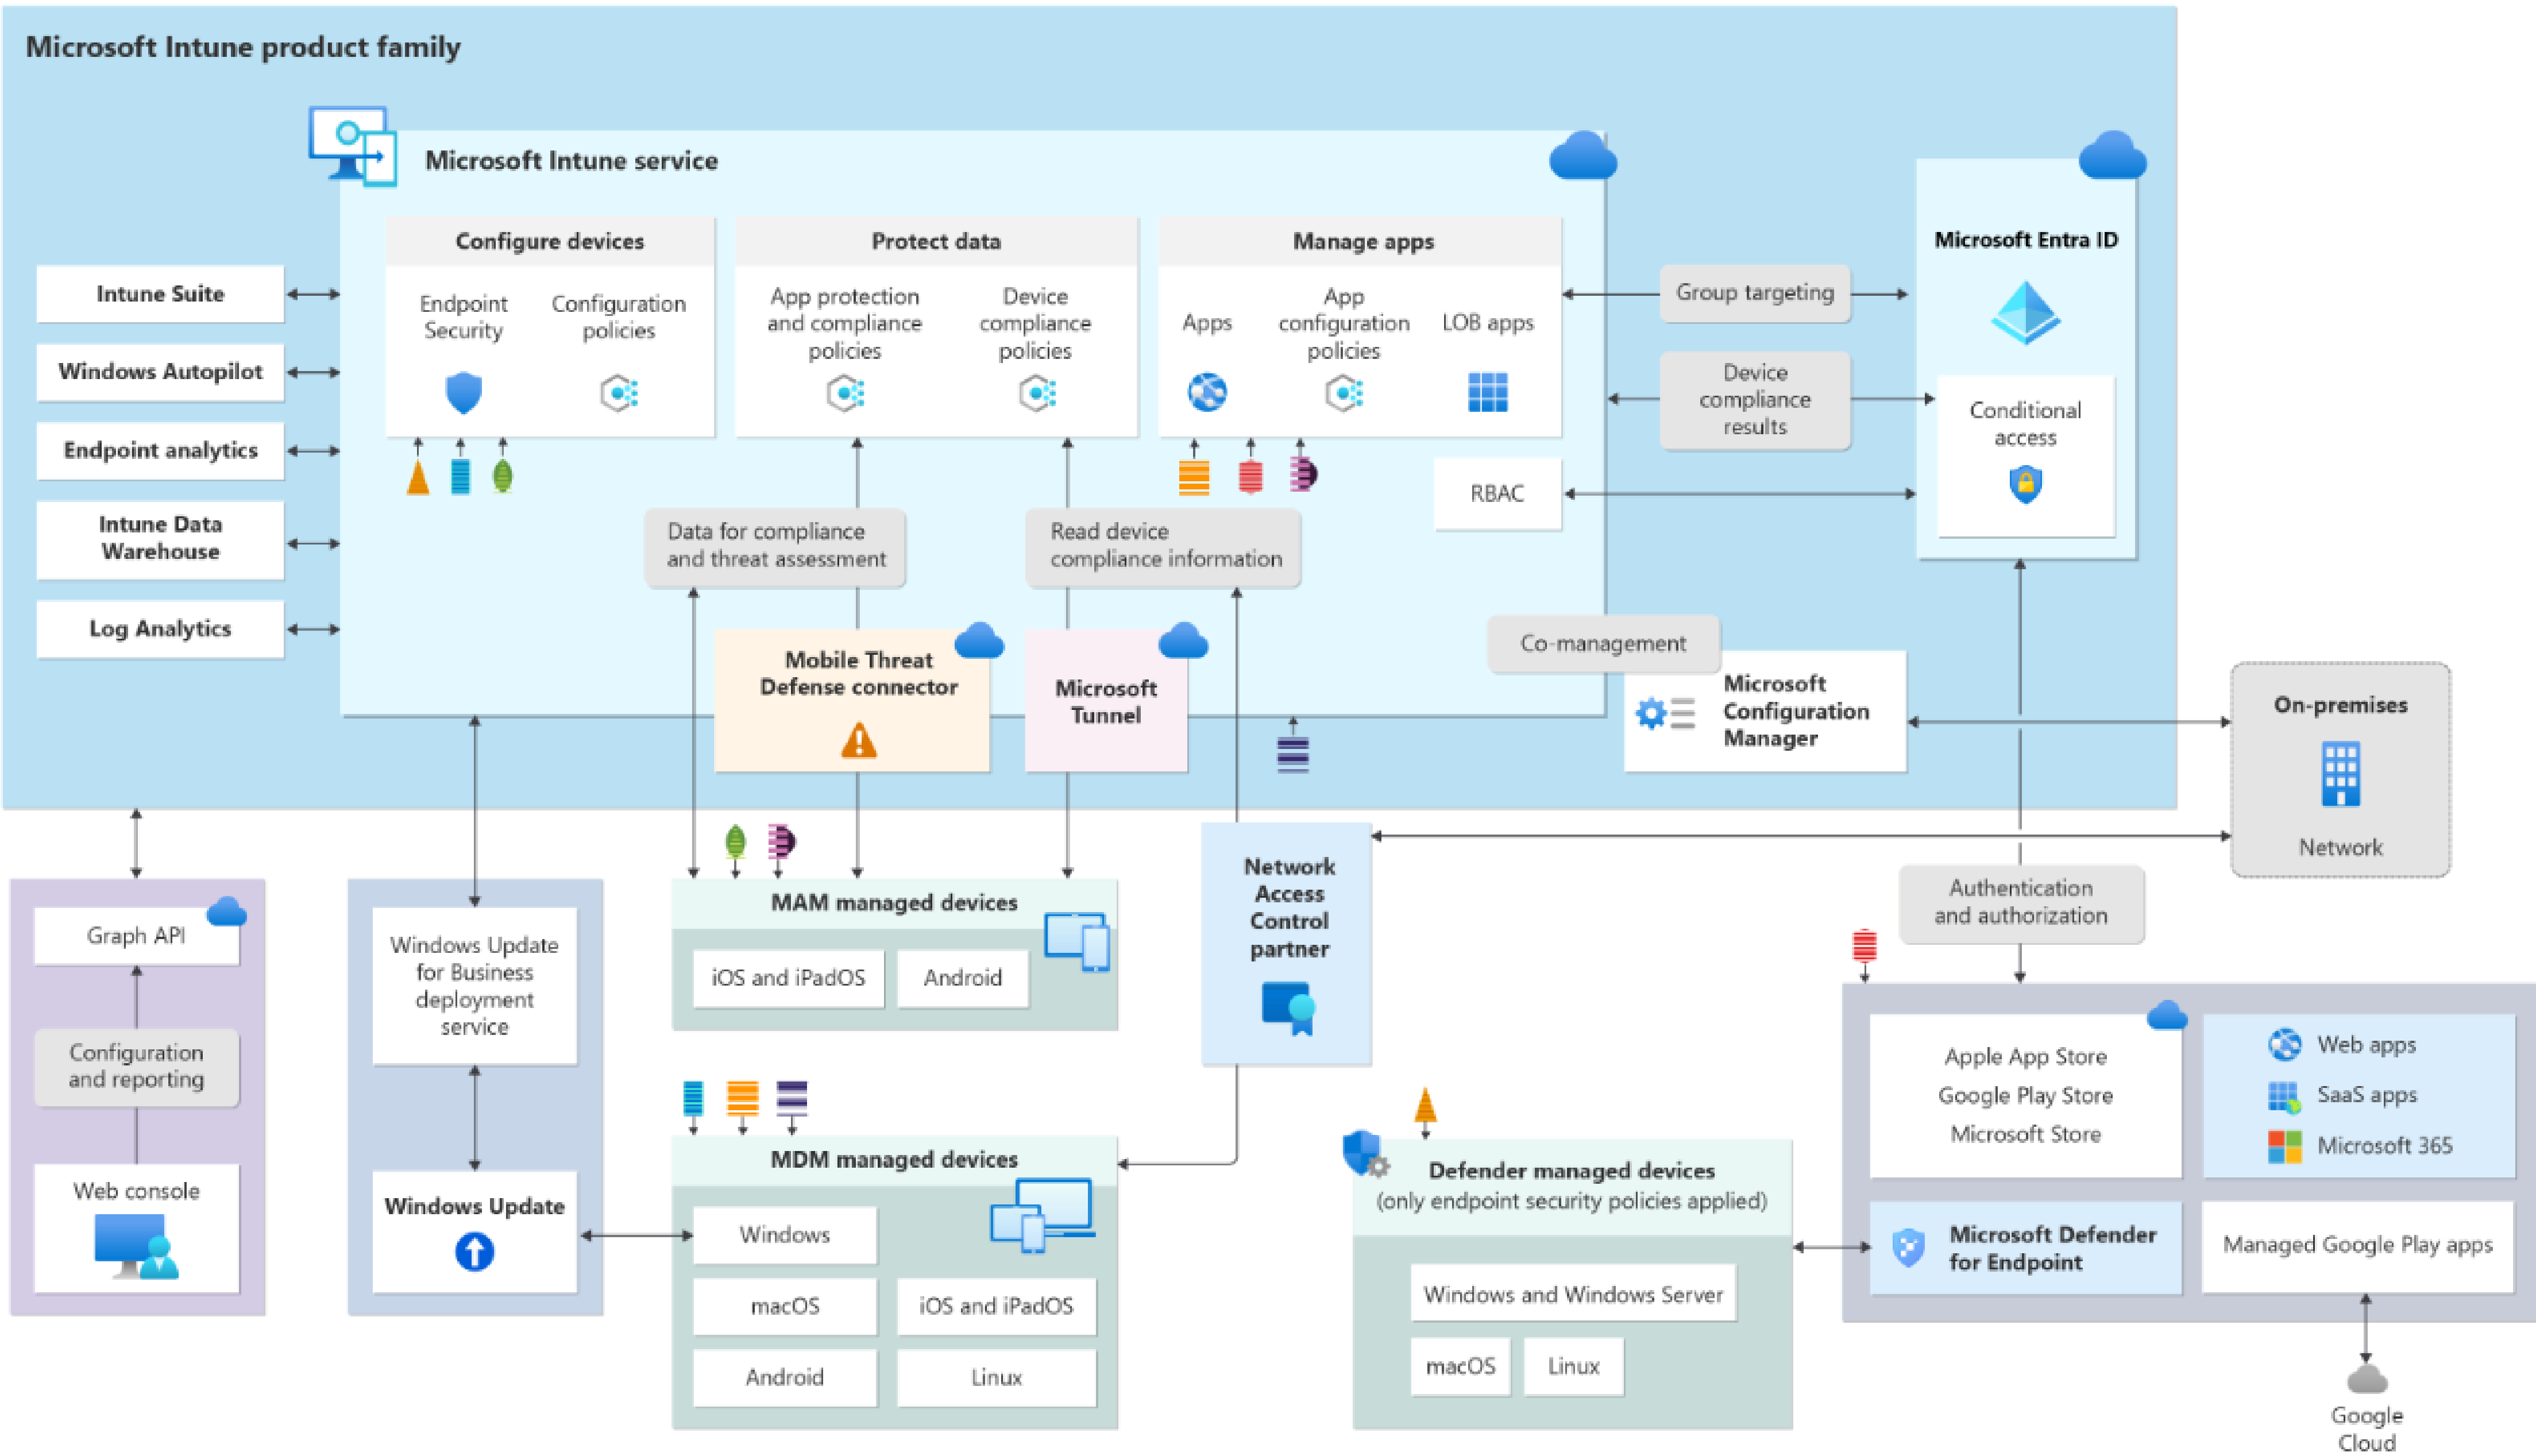 Microsoft Intune product family
Microsoft Intune service
Configure devices
Endpoint
Security
Configuration
policies
Protect data
App protection
and compliance
policies
Device
compliance
policies
Manage apps
Apps
App
configuration
policies
LOB apps
Intune Suite
Windows Autopilot
Endpoint analytics
Intune Data
Warehouse
Log Analytics
Group targeting
Device
compliance
results
Microsoft Entra ID
Conditional
access
RBAC
Data for compliance
and threat assessment
Read device
compliance information
Co-management
Mobile Threat
Defense connector
Microsoft
Tunnel
Microsoft
Configuration
Manager
On-premises
Network
Graph API
Configuration
and reporting
Web console
Windows Update
for Business
deployment
service
Windows Update
MAM managed devices
iOS and iPadOS
Android
Network
Access
Control
partner
Authentication
and authorization
MDM managed devices
Windows
macOS
iOS and iPadOS
Android
Linux
Defender managed devices
(only endpoint security policies applied)
Windows and Windows Server
macOS
Linux
Apple App Store
Google Play Store
Microsoft Store
Web apps
SaaS apps
Microsoft 365
Microsoft Defender
for Endpoint
Managed Google Play apps
Google
Cloud